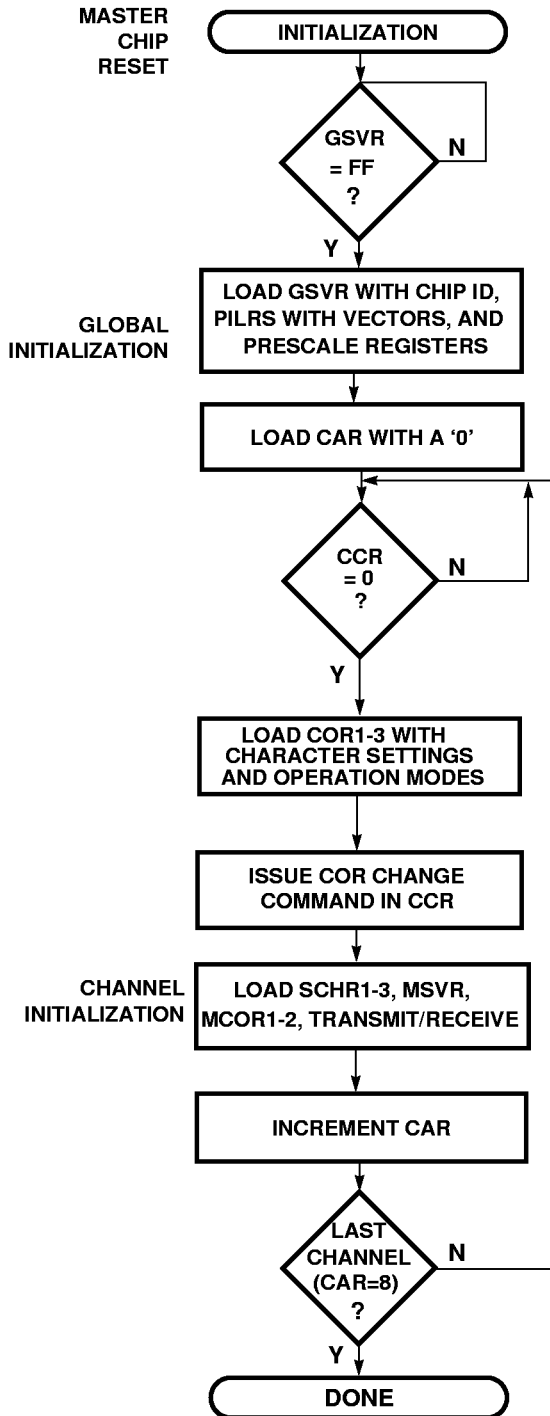 MASTER
CHIP
RESET
INITIALIZATION
GSVR
= FF
?
N
Y
GLOBAL
INITIALIZATION
LOAD GSVR WITH CHIP ID,
PILRS WITH VECTORS, AND
PRESCALE REGISTERS
LOAD CAR WITH A ‘0’
CCR
= 0
?
N
Y
LOAD COR1-3 WITH
CHARACTER SETTINGS
AND OPERATION MODES
ISSUE COR CHANGE
COMMAND IN CCR
CHANNEL
INITIALIZATION
LOAD SCHR1-3, MSVR,
MCOR1-2, TRANSMIT/RECEIVE
INCREMENT CAR
LAST
CHANNEL
(CAR=8)
?
N
Y
DONE